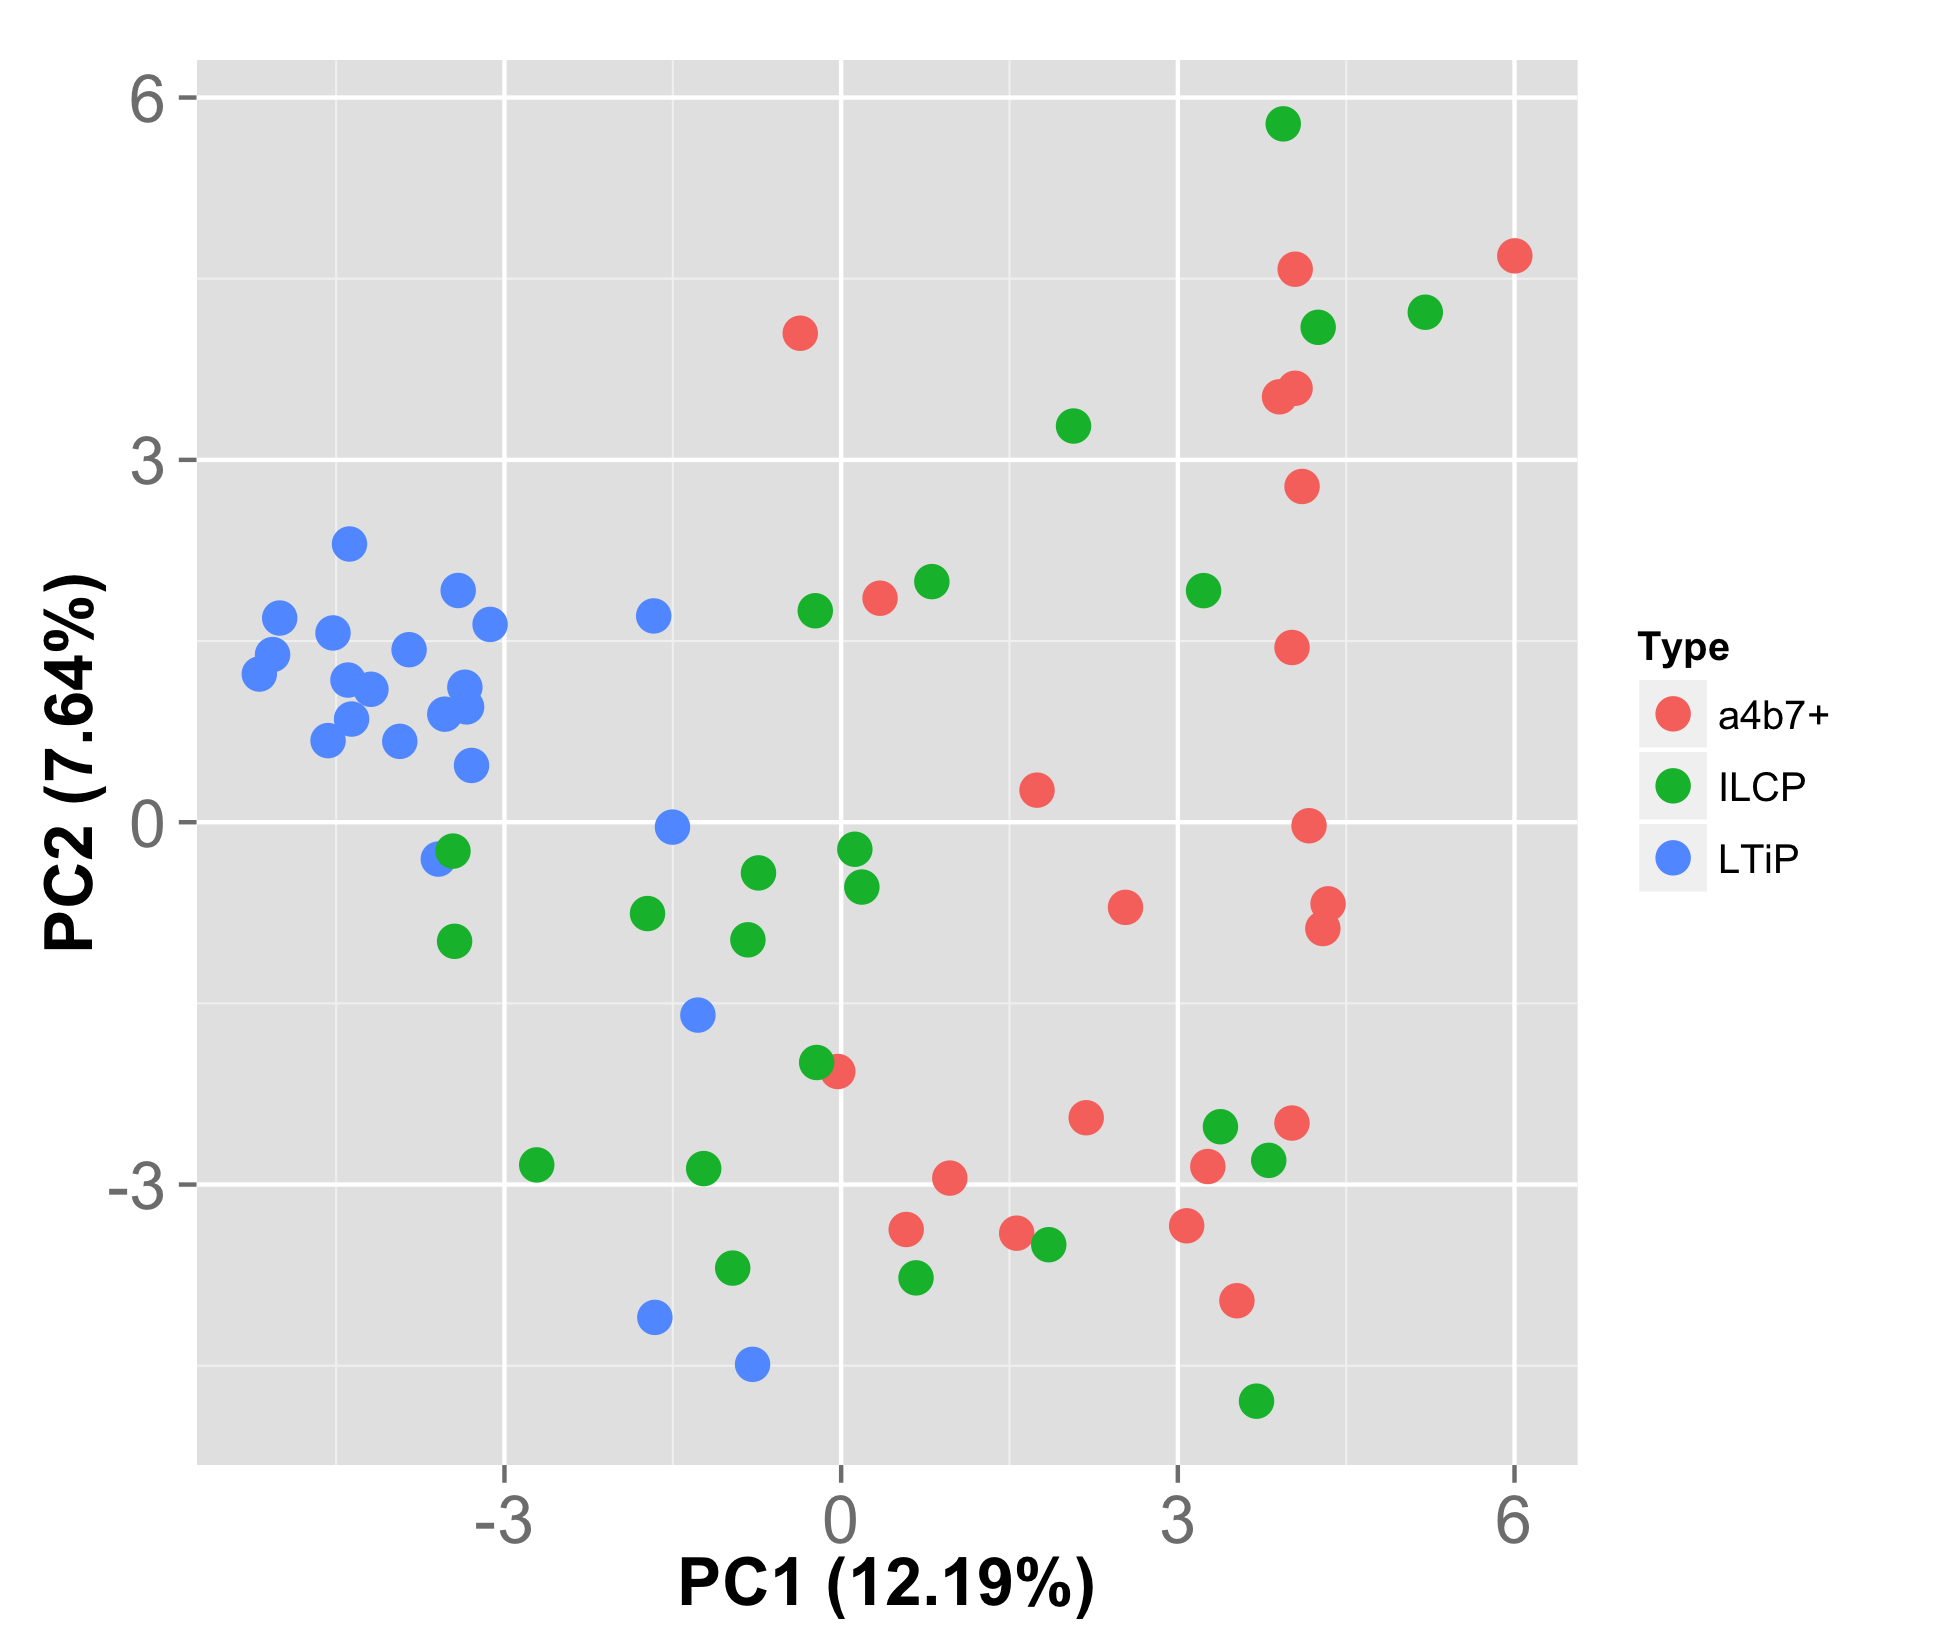 6
3
0
-3
PC2 (7.64%)
-3 0 3 6
PC1 (12.19%)
Type
a4b7+
ILCP
LTiP